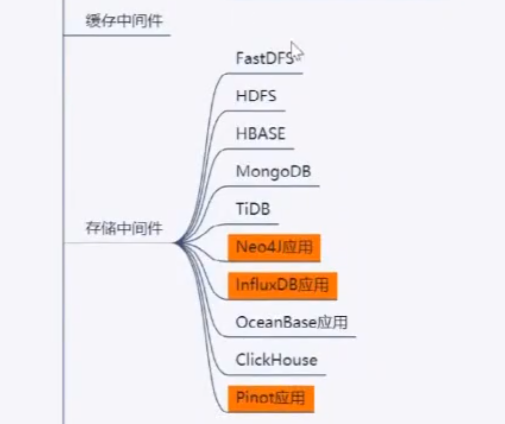 缓存中间件
FastDFS
HDFS
HBASE
MongoDB
TiDB
存储中间件
Neo4J应用
InfluxDB应用
OceanBase应用
ClickHouse
Pinot应用